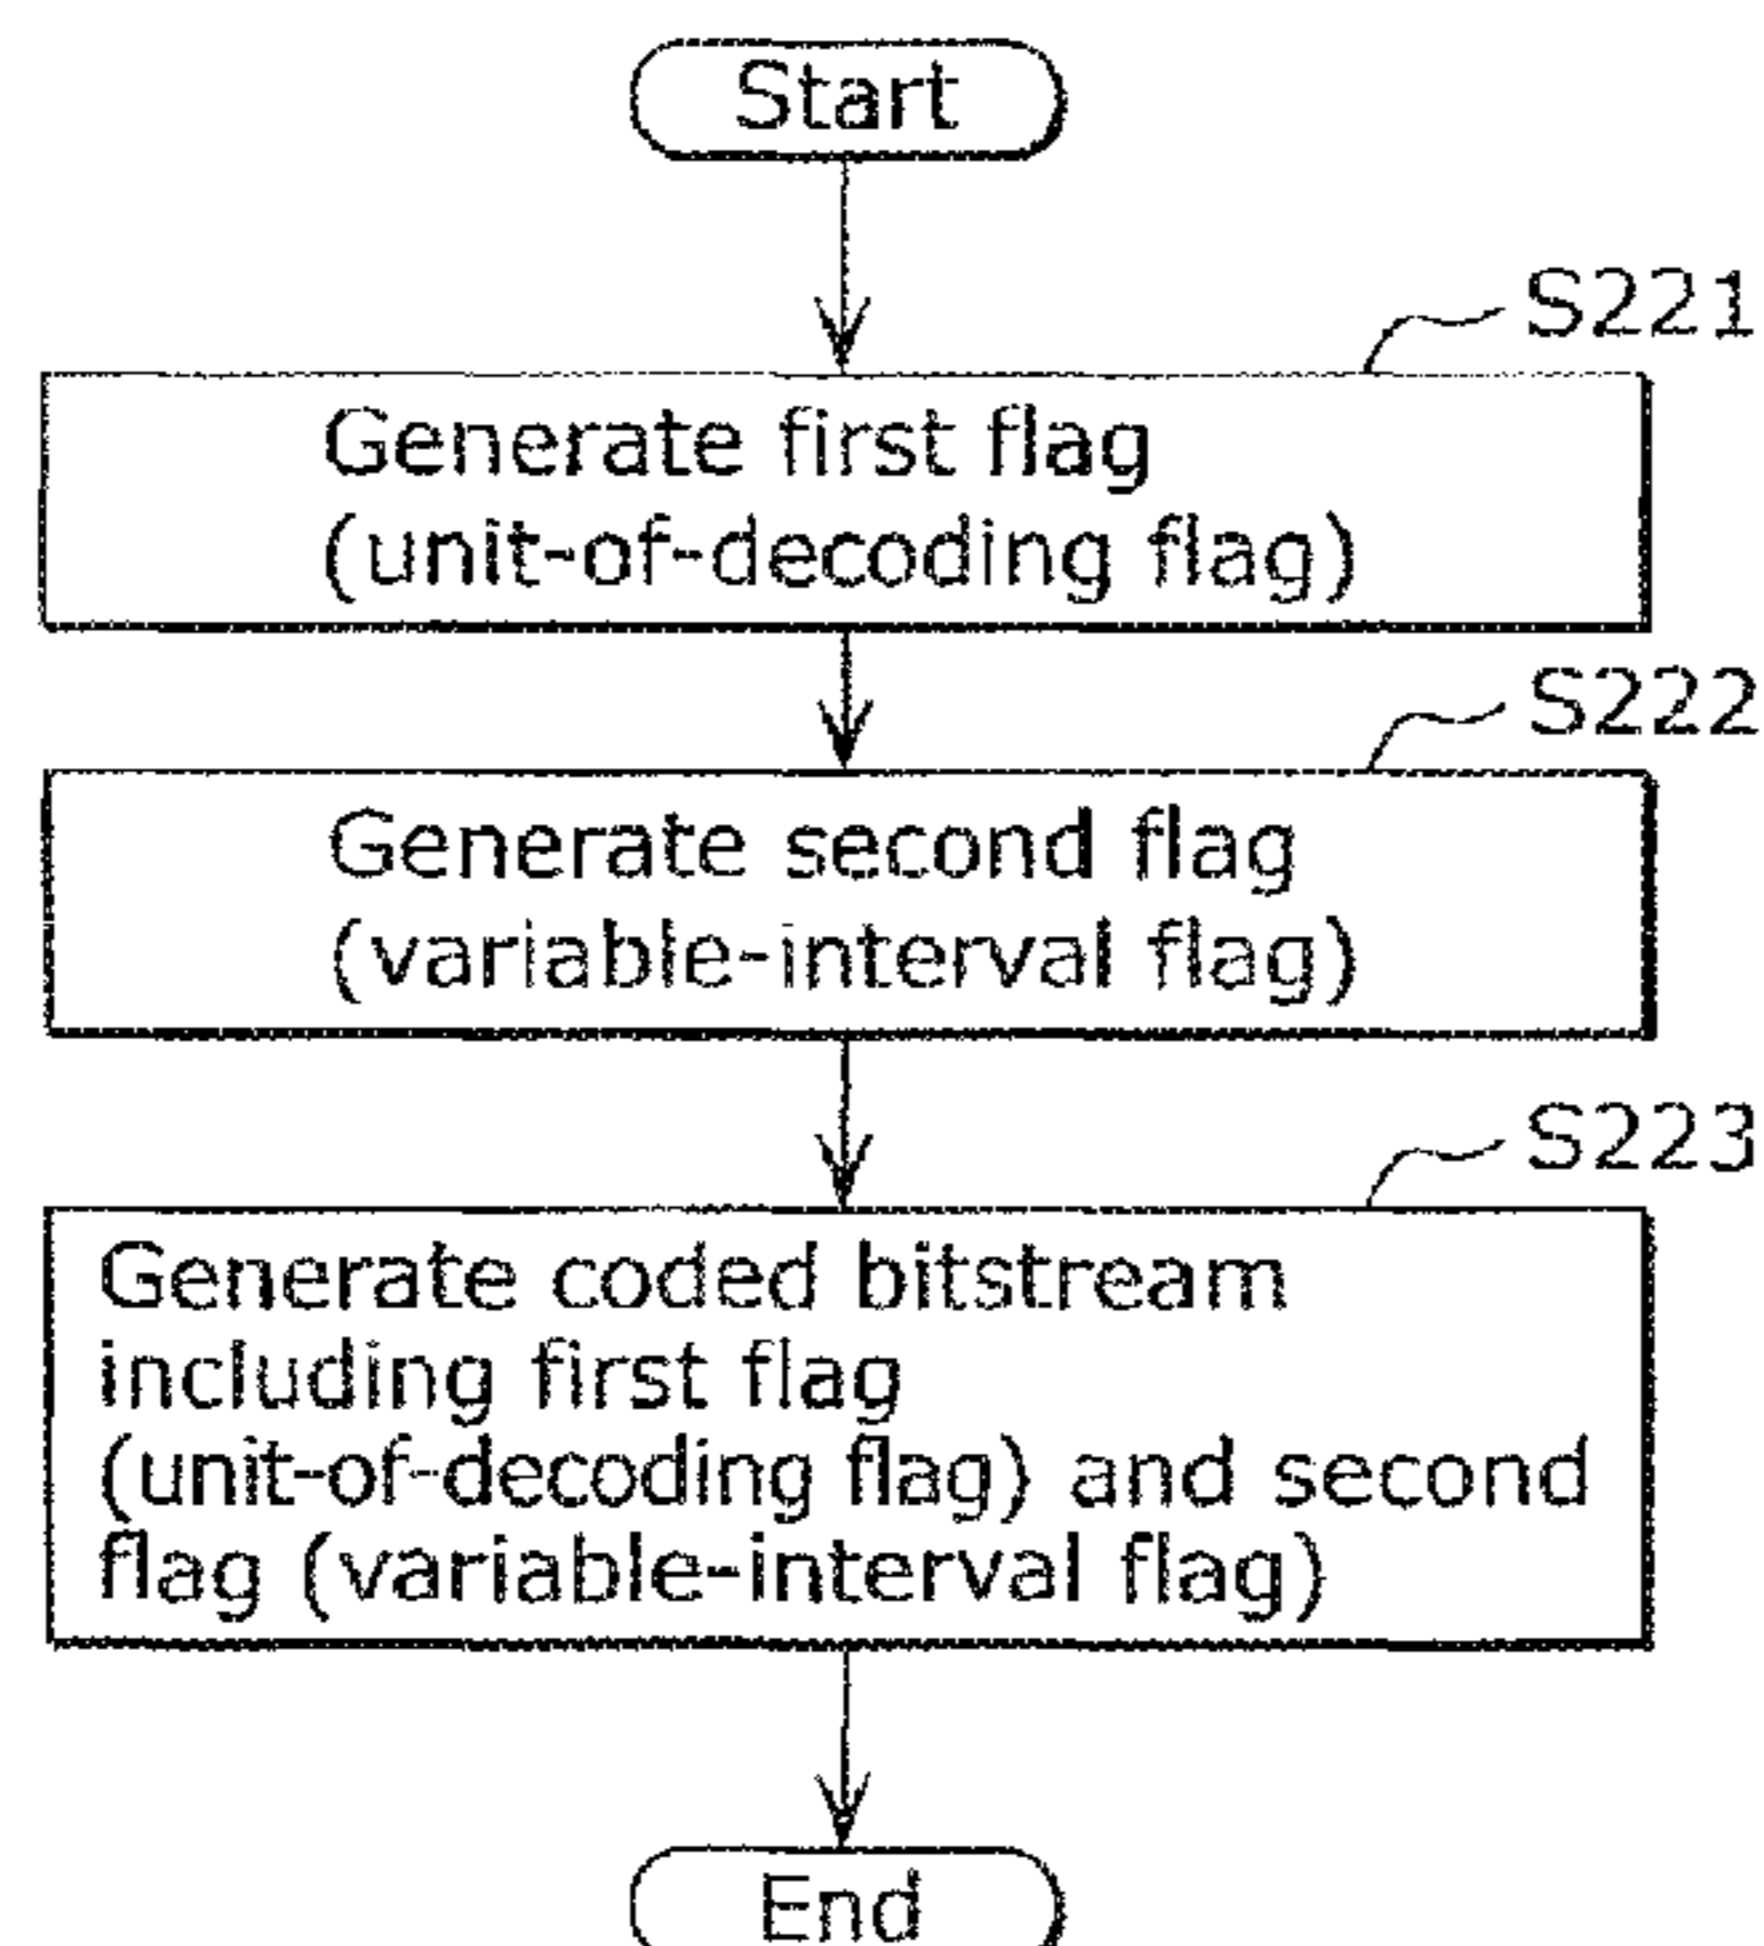 Start
S221
Generate first flag
(unit-of-decoding flag)
S222
Generate second flag
(variable-interval flag)
S223
Generate coded bitstream
including first flag
(unit-of-decoding flag) and second
flag (variable-interval flag)
End